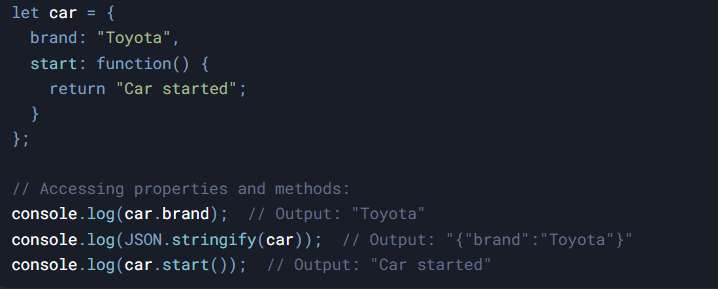 let car = {
  brand: "Toyota",
  start: function() {
    return "Car started";
  }
};

// Accessing properties and methods:
console.log(car.brand);  // Output: "Toyota"
console.log(JSON.stringify(car));  // Output: "{"brand":"Toyota"}"
console.log(car.start());  // Output: "Car started"